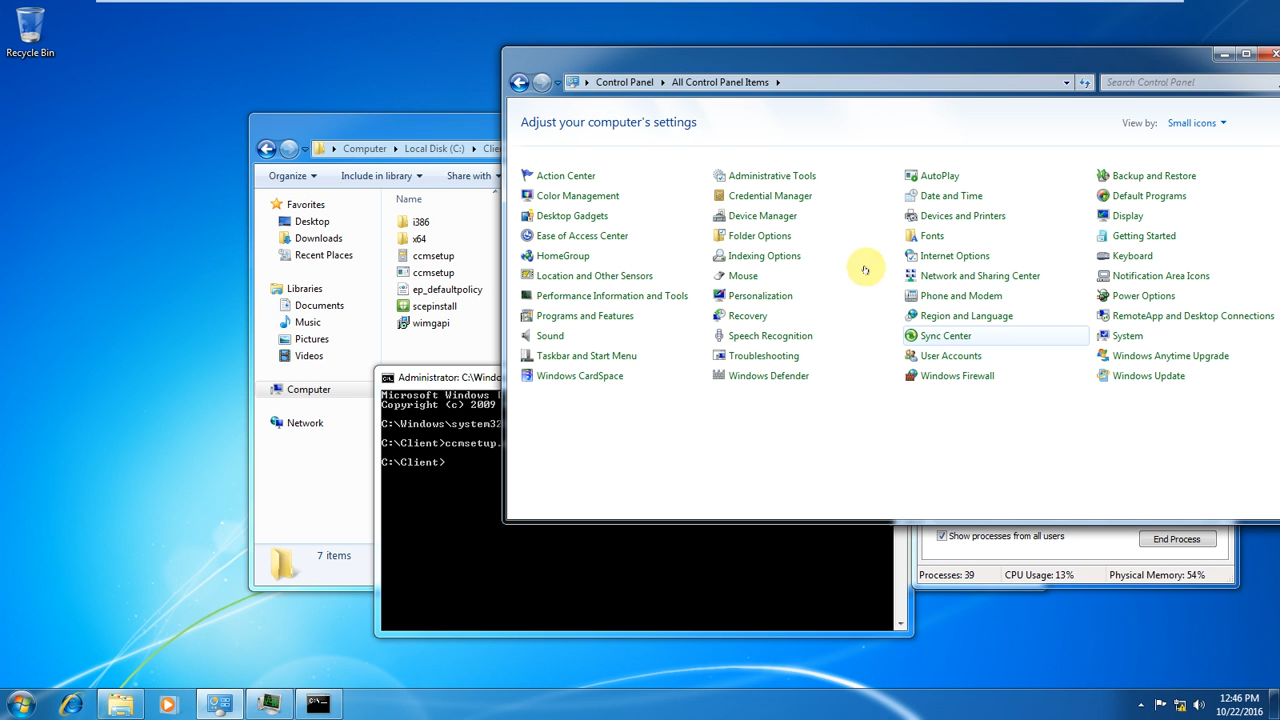 Recycle Bin
Control Panel
All Control Panel Items
Search Control Panel
Adjust your computer's settings
View by:
Small icons
Action Center
Administrative Tools
AutoPlay
Backup and Restore
Color Management
Credential Manager
Date and Time
Default Programs
Desktop Gadgets
Device Manager
Devices and Printers
Display
Ease of Access Center
Folder Options
Fonts
Getting Started
HomeGroup
Indexing Options
Internet Options
Keyboard
Location and Other Sensors
Mouse
Network and Sharing Center
Notification Area Icons
Performance Information and Tools
Personalization
Phone and Modem
Power Options
Programs and Features
Recovery
Region and Language
RemoteApp and Desktop Connections
Sound
Speech Recognition
Sync Center
System
Taskbar and Start Menu
Troubleshooting
User Accounts
Windows Anytime Upgrade
Windows CardSpace
Windows Defender
Windows Firewall
Windows Update
Computer
Local Disk (C:)
Clie
Organize
Include in library
Share with
Favorites
Desktop
Downloads
Recent Places
Libraries
Documents
Music
Pictures
Videos
Computer
Network
Name
i386
x64
ccmsetup
ccmsetup
ep_defaultpolicy
scepinstall
wimgapi
7 items
Administrator: C:\Windo
Microsoft Windows [
Copyright (c) 2009
C:\Windows\system32
C:\Client>ccmsetup.
C:\Client>
Show processes from all users
End Process
Processes: 39
CPU Usage: 13%
Physical Memory: 54%
12:46 PM
10/22/2016